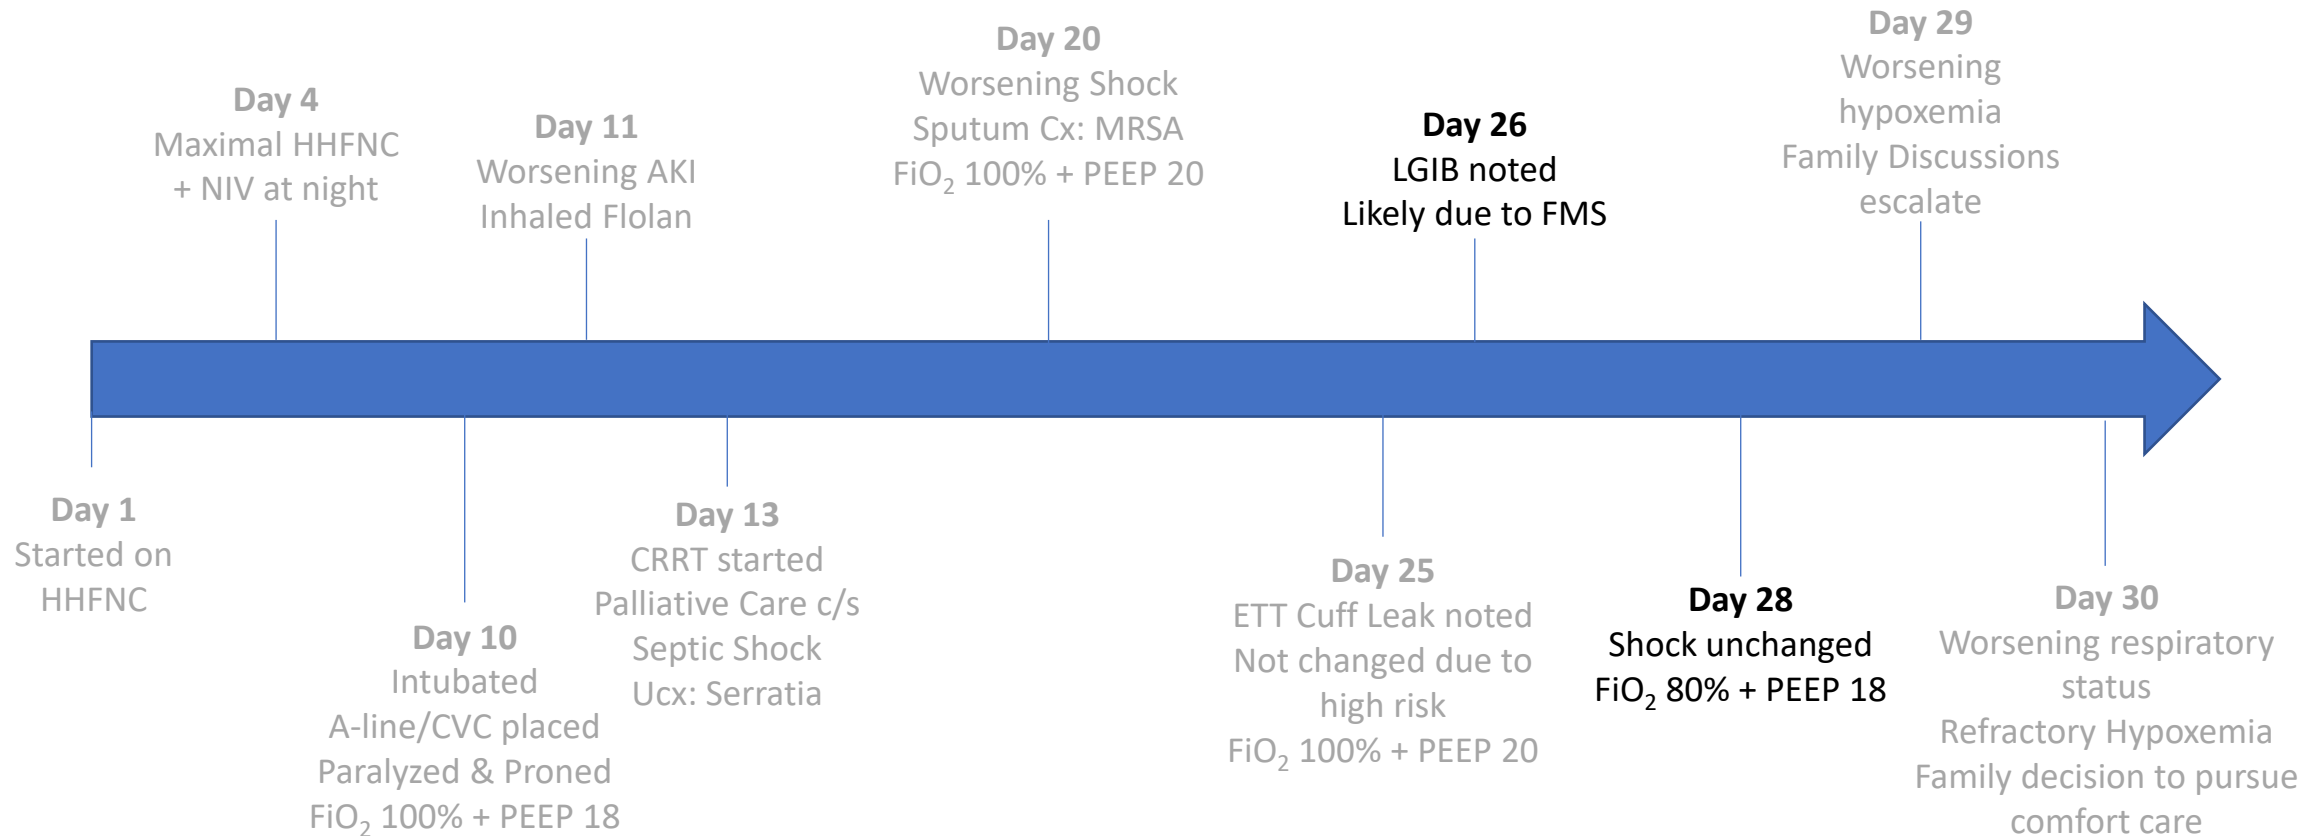 Day 1
Started on
HHFNC
Day 4
Maximal HHFNC
+ NIV at night
Day 10
Intubated
A-line/CVC placed
Paralyzed & Proned
FiO₂ 100% + PEEP 18
Day 11
Worsening AKI
Inhaled Flolan
Day 13
CRRT started
Palliative Care c/s
Septic Shock
Ucx: Serratia
Day 20
Worsening Shock
Sputum Cx: MRSA
FiO₂ 100% + PEEP 20
Day 25
ETT Cuff Leak noted
Not changed due to
high risk
FiO₂ 100% + PEEP 20
Day 26
LGIB noted
Likely due to FMS
Day 28
Shock unchanged
FiO₂ 80% + PEEP 18
Day 29
Worsening
hypoxemia
Family Discussions
escalate
Day 30
Worsening respiratory
status
Refractory Hypoxemia
Family decision to pursue
comfort care